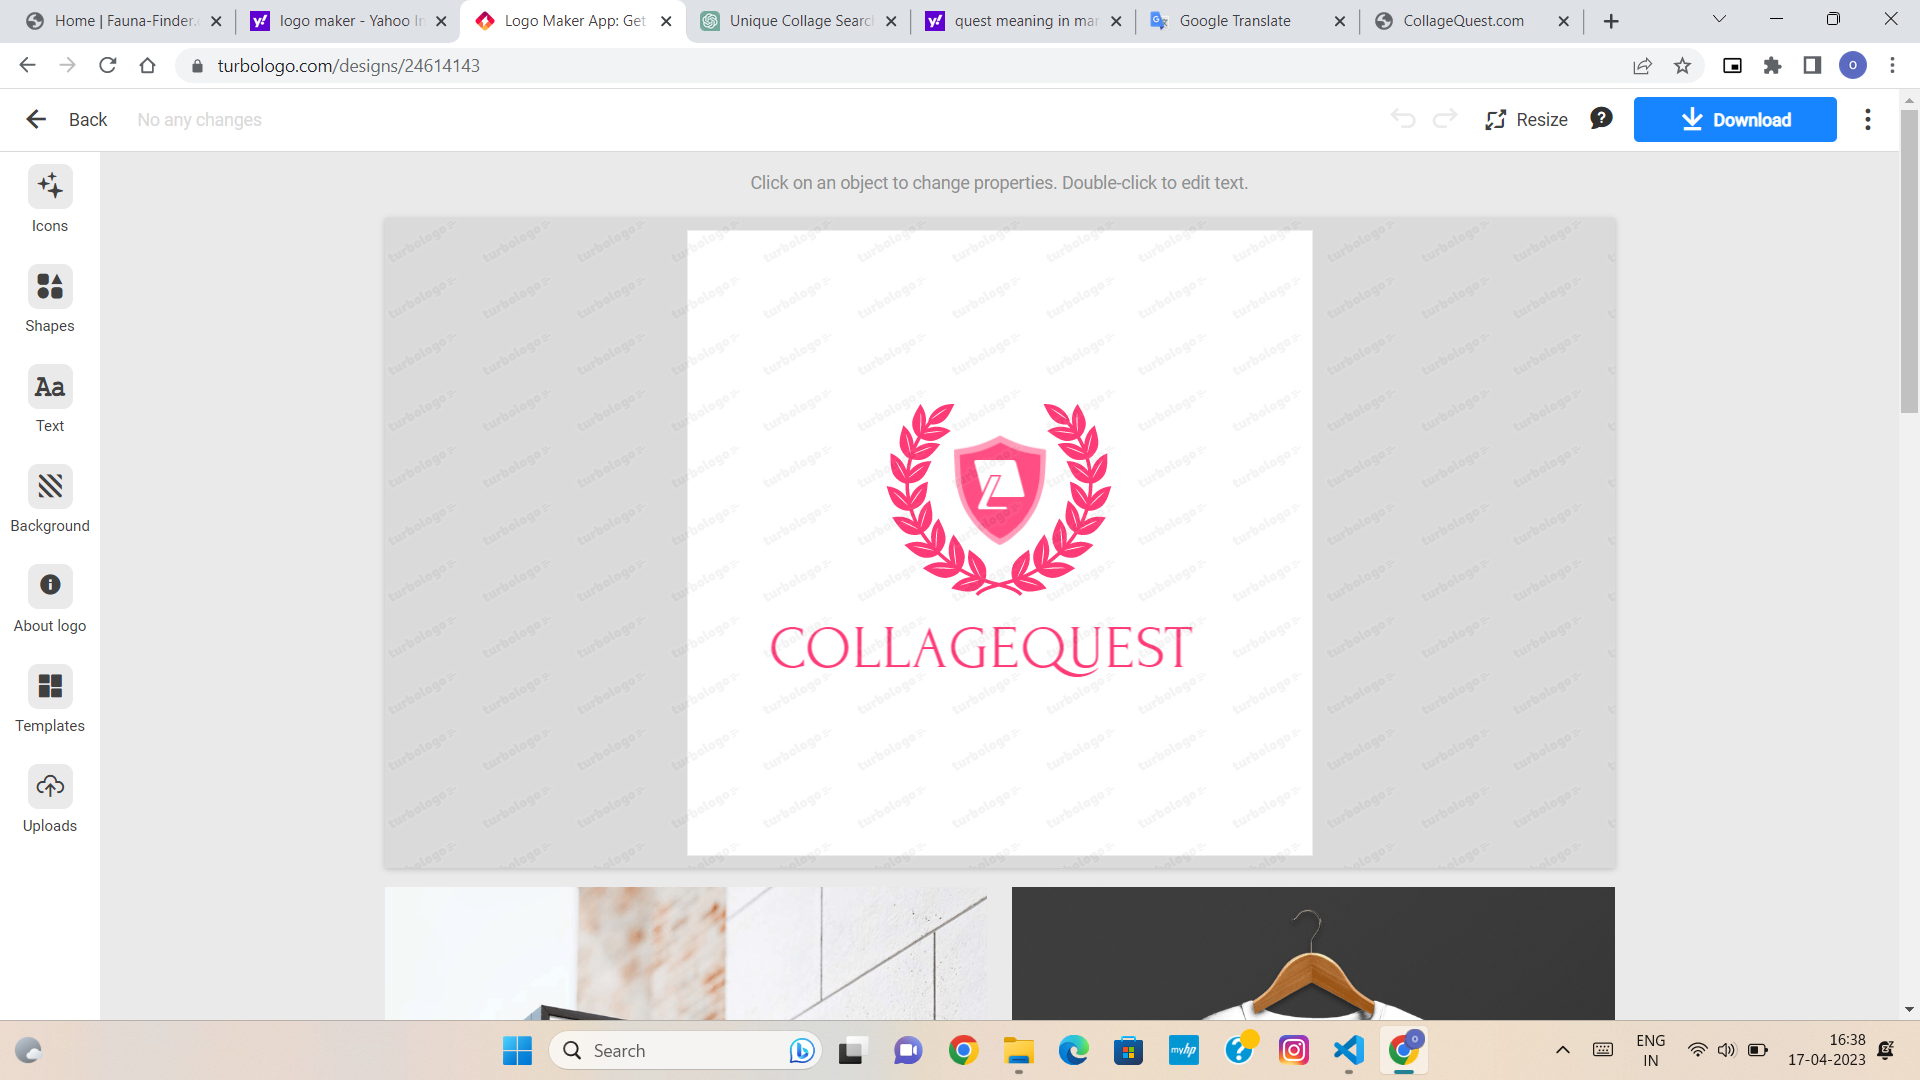 Home | Fauna-Finder.
logo maker - Yahoo In
Logo Maker App: Get
Unique Collage Search
quest meaning in mar
Google Translate
CollageQuest.com
turbologo.com/designs/24614143
O
Back
No any changes
Resize
Download
Click on an object to change properties. Double-click to edit text.
Icons
Shapes
Aa
Text
Background
About logo
Templates
Uploads
turbologo
COLLAGEQUEST
Search
myhp
ENG
IN
16:38
17-04-2023